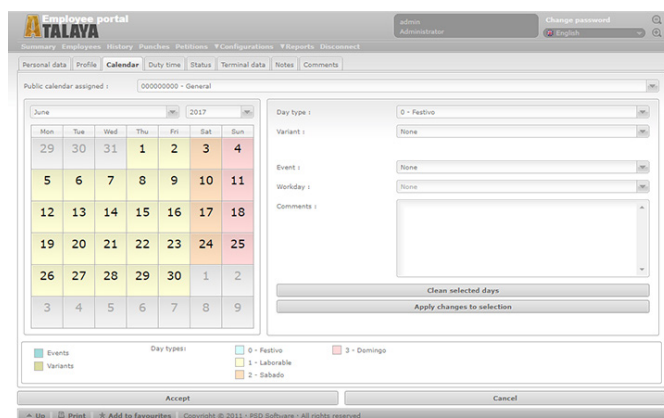 Employee portal
ATALAYA
admin
Administrator
Change password
English
Summary Employees History Punches Petitions ▼Configurations ▼Reports Disconnect
Personal data Profile Calendar Duty time Status Terminal data Notes Comments
Public calendar assigned : 000000000 - General
June 2017
Mon Tue Wed Thu Fri Sat Sun
29 30 31 1 2 3 4
5 6 7 8 9 10 11
12 13 14 15 16 17 18
19 20 21 22 23 24 25
26 27 28 29 30 1 2
3 4 5 6 7 8 9
Day type : 0 - Festivo
Variant : None
Event : None
Workday : None
Comments :
Clean selected days
Apply changes to selection
Events
Variants
Day types:
0 - Festivo
1 - Laborable
2 - Sabado
3 - Domingo
Accept Cancel
Up Print Add to favourites Copyright © 2011 - PSD Software - All rights reserved